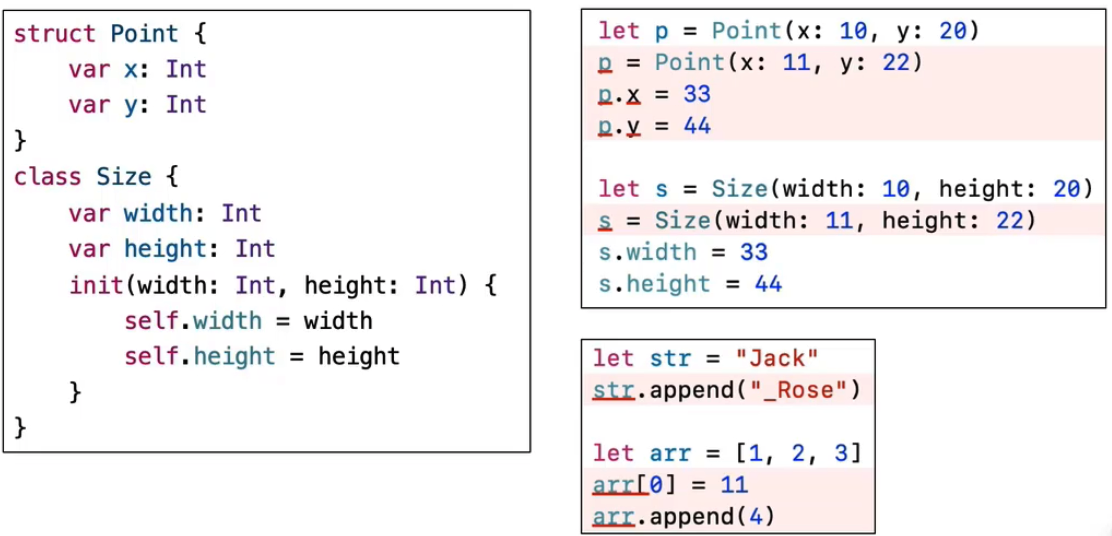 struct Point {
    var x: Int
    var y: Int
}
class Size {
    var width: Int
    var height: Int
    init(width: Int, height: Int) {
        self.width = width
        self.height = height
    }
}
let p = Point(x: 10, y: 20)
p = Point(x: 11, y: 22)
p.x = 33
p.y = 44
let s = Size(width: 10, height: 20)
s = Size(width: 11, height: 22)
s.width = 33
s.height = 44
let str = "Jack"
str.append("_Rose")
let arr = [1, 2, 3]
arr[0] = 11
arr.append(4)